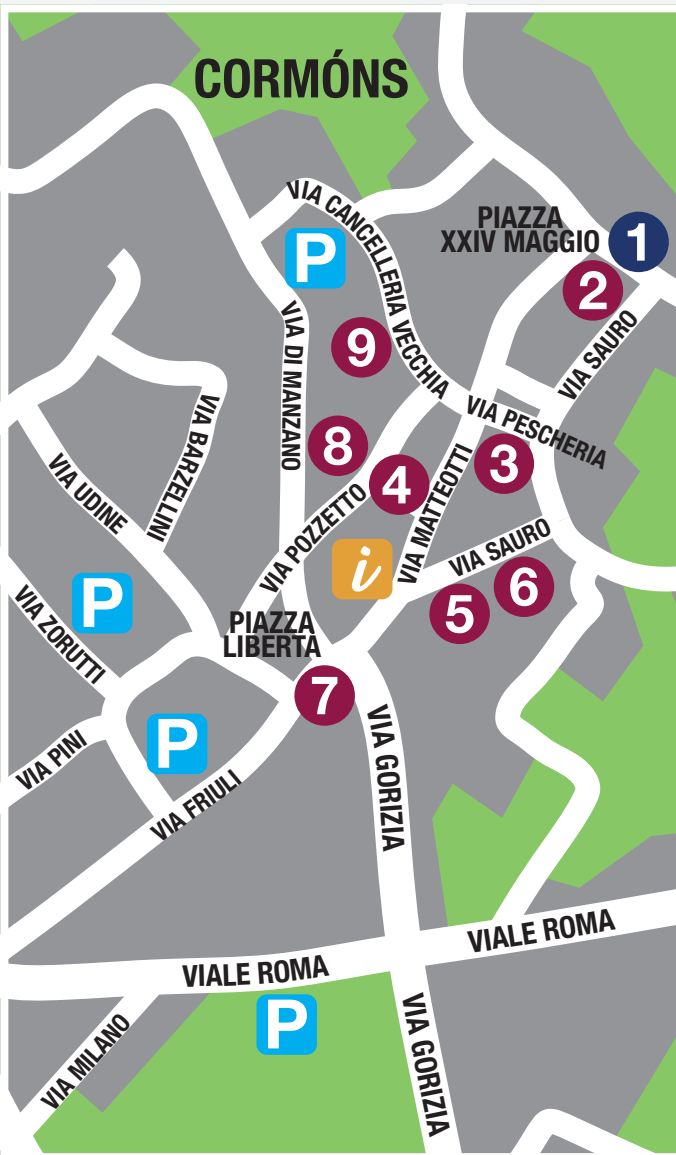 CORMÓNS
VIA CANCELLERIA VECCHIA
PIAZZA
XXIV MAGGIO
1
P
2
VIA DI MANZANO
9
VIA SAURO
VIA BARZELLINI
VIA PESCHERIA
8
3
4
VIA MATTEOTTI
VIA UDINE
VIA POZZETTO
VIA SAURO
i
6
P
5
VIA ZORUTTI
PIAZZA
LIBERTÀ
7
VIA PINI
P
VIA GORIZIA
VIA FRIULI
VIALE ROMA
VIALE ROMA
P
VIA MILANO
VIA GORIZIA